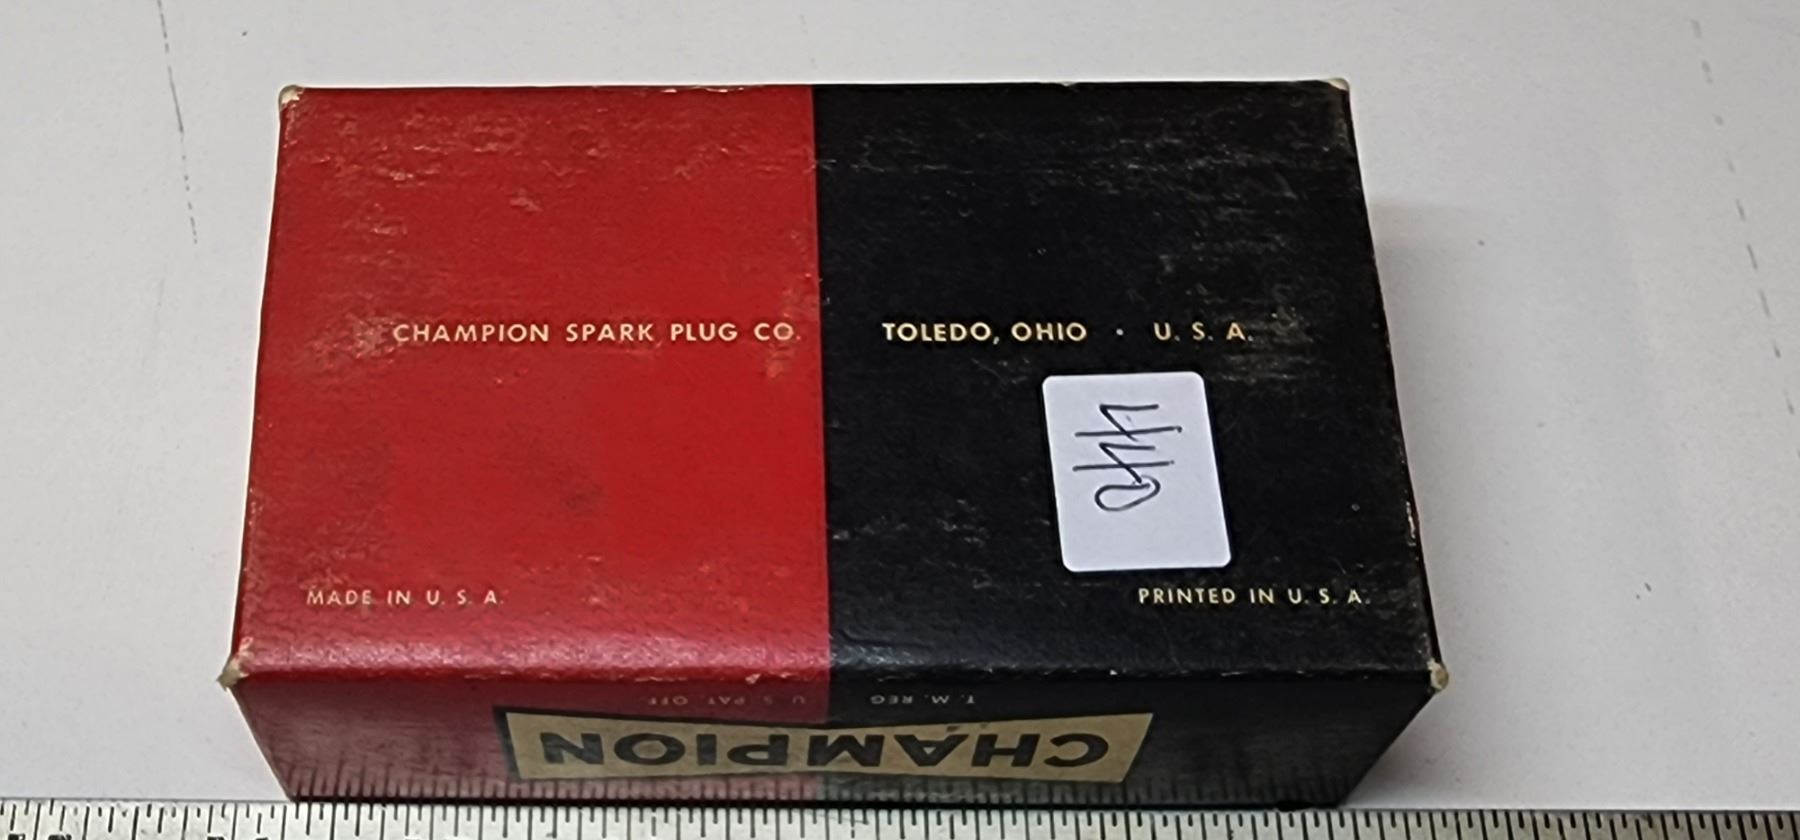 CHAMPION SPARK PLUG CO. TOLEDO, OHIO · U. S. A.
MADE IN U. S. A. PRINTED IN U. S. A.
T. M. REG. U. S. PAT. OFF.
CHAMPION